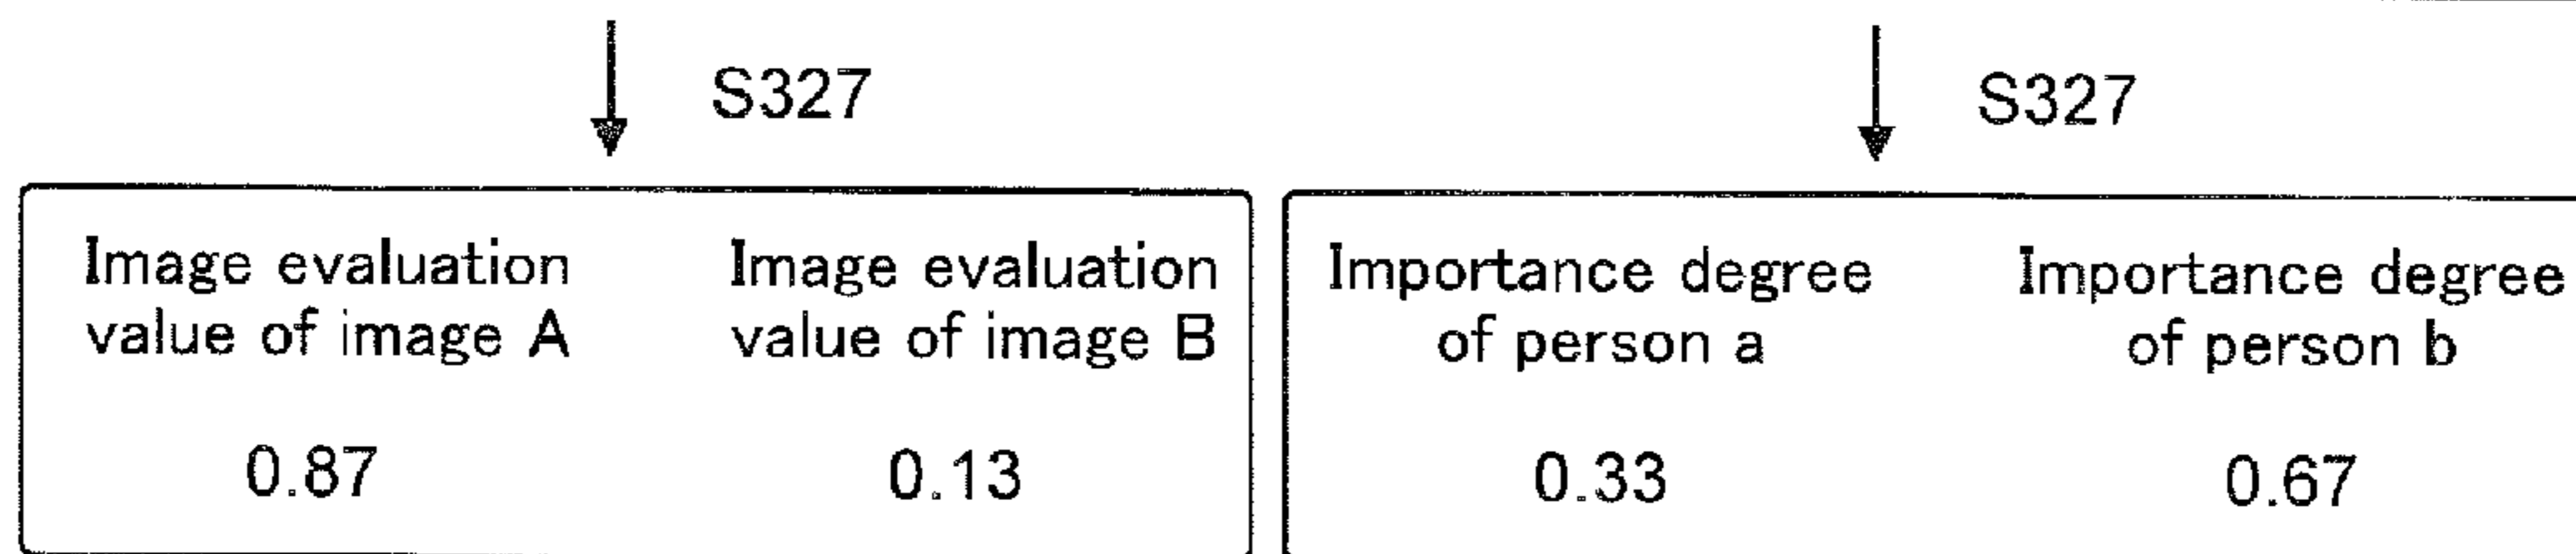 S327
S327
Image evaluation
value of image A
0.87
Image evaluation
value of image B
0.13
Importance degree
of person a
0.33
Importance degree
of person b
0.67